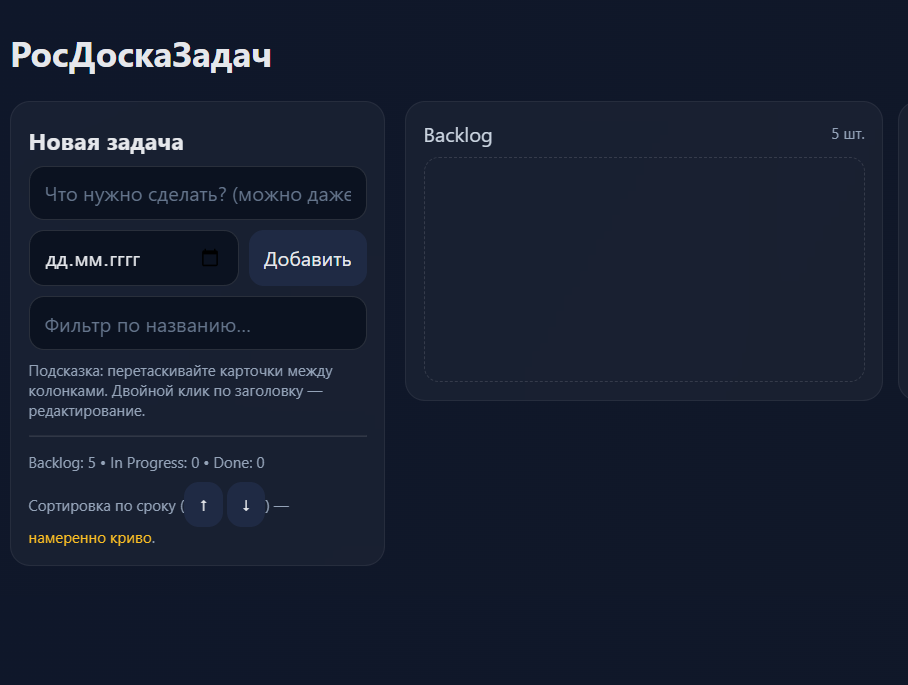 РосДоскаЗадач
Новая задача
Что нужно сделать? (можно даже
дд.мм.гггг
Добавить
Фильтр по названию...
Подсказка: перетаскивайте карточки между
колонками. Двойной клик по заголовку —
редактирование.
Backlog: 5 • In Progress: 0 • Done: 0
Сортировка по сроку (↑ ↓) —
намеренно криво.
Backlog
5 шт.